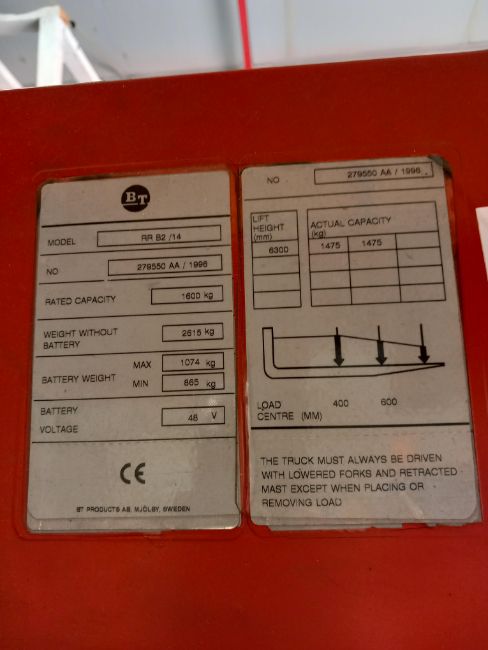 BT
MODEL RR B2 /14
NO 279550 AA / 1996
RATED CAPACITY 1600 kg
WEIGHT WITHOUT BATTERY 2615 kg
BATTERY WEIGHT MAX 1074 kg
MIN 865 kg
BATTERY VOLTAGE 48 V
CE
BT PRODUCTS AB, MJÖLBY, SWEDEN
NO 279550 AA / 1996
LIFT HEIGHT (mm) ACTUAL CAPACITY (kg)
6300 1475 1475
LOAD CENTRE (MM) 400 600
THE TRUCK MUST ALWAYS BE DRIVEN
WITH LOWERED FORKS AND RETRACTED
MAST EXCEPT WHEN PLACING OR
REMOVING LOAD